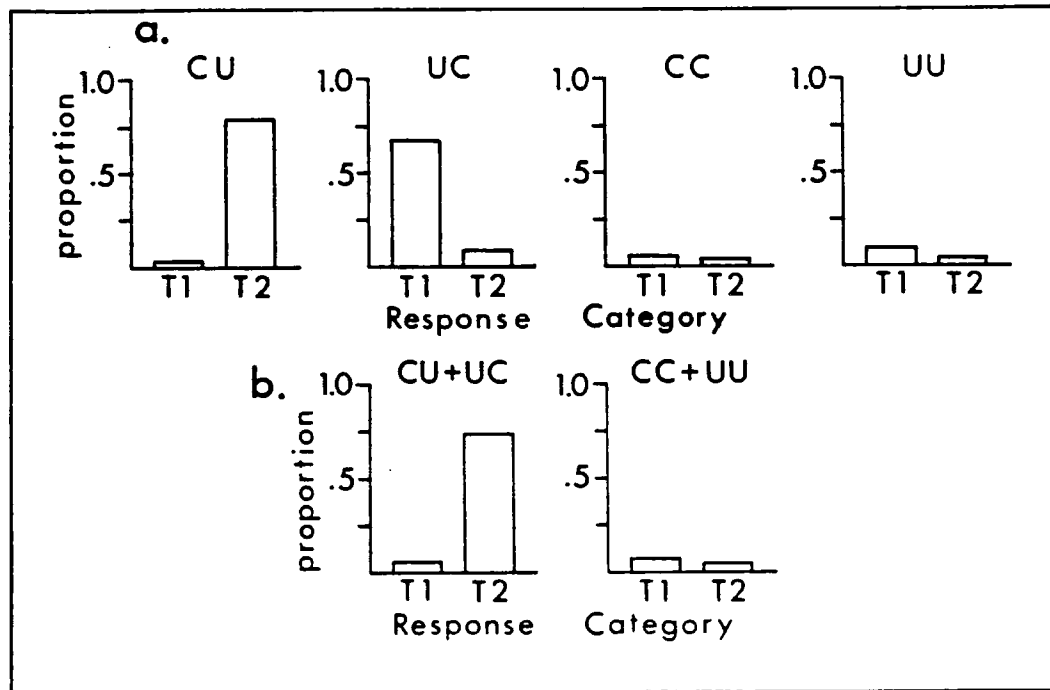 a.
CU UC CC UU
1.0 1.0 1.0 1.0
proportion
.5 .5 .5 .5
T1 T2 T1 T2 T1 T2 T1 T2
Response Category
b.
CU+UC CC+UU
1.0 1.0
proportion
.5 .5
T1 T2 T1 T2
Response Category